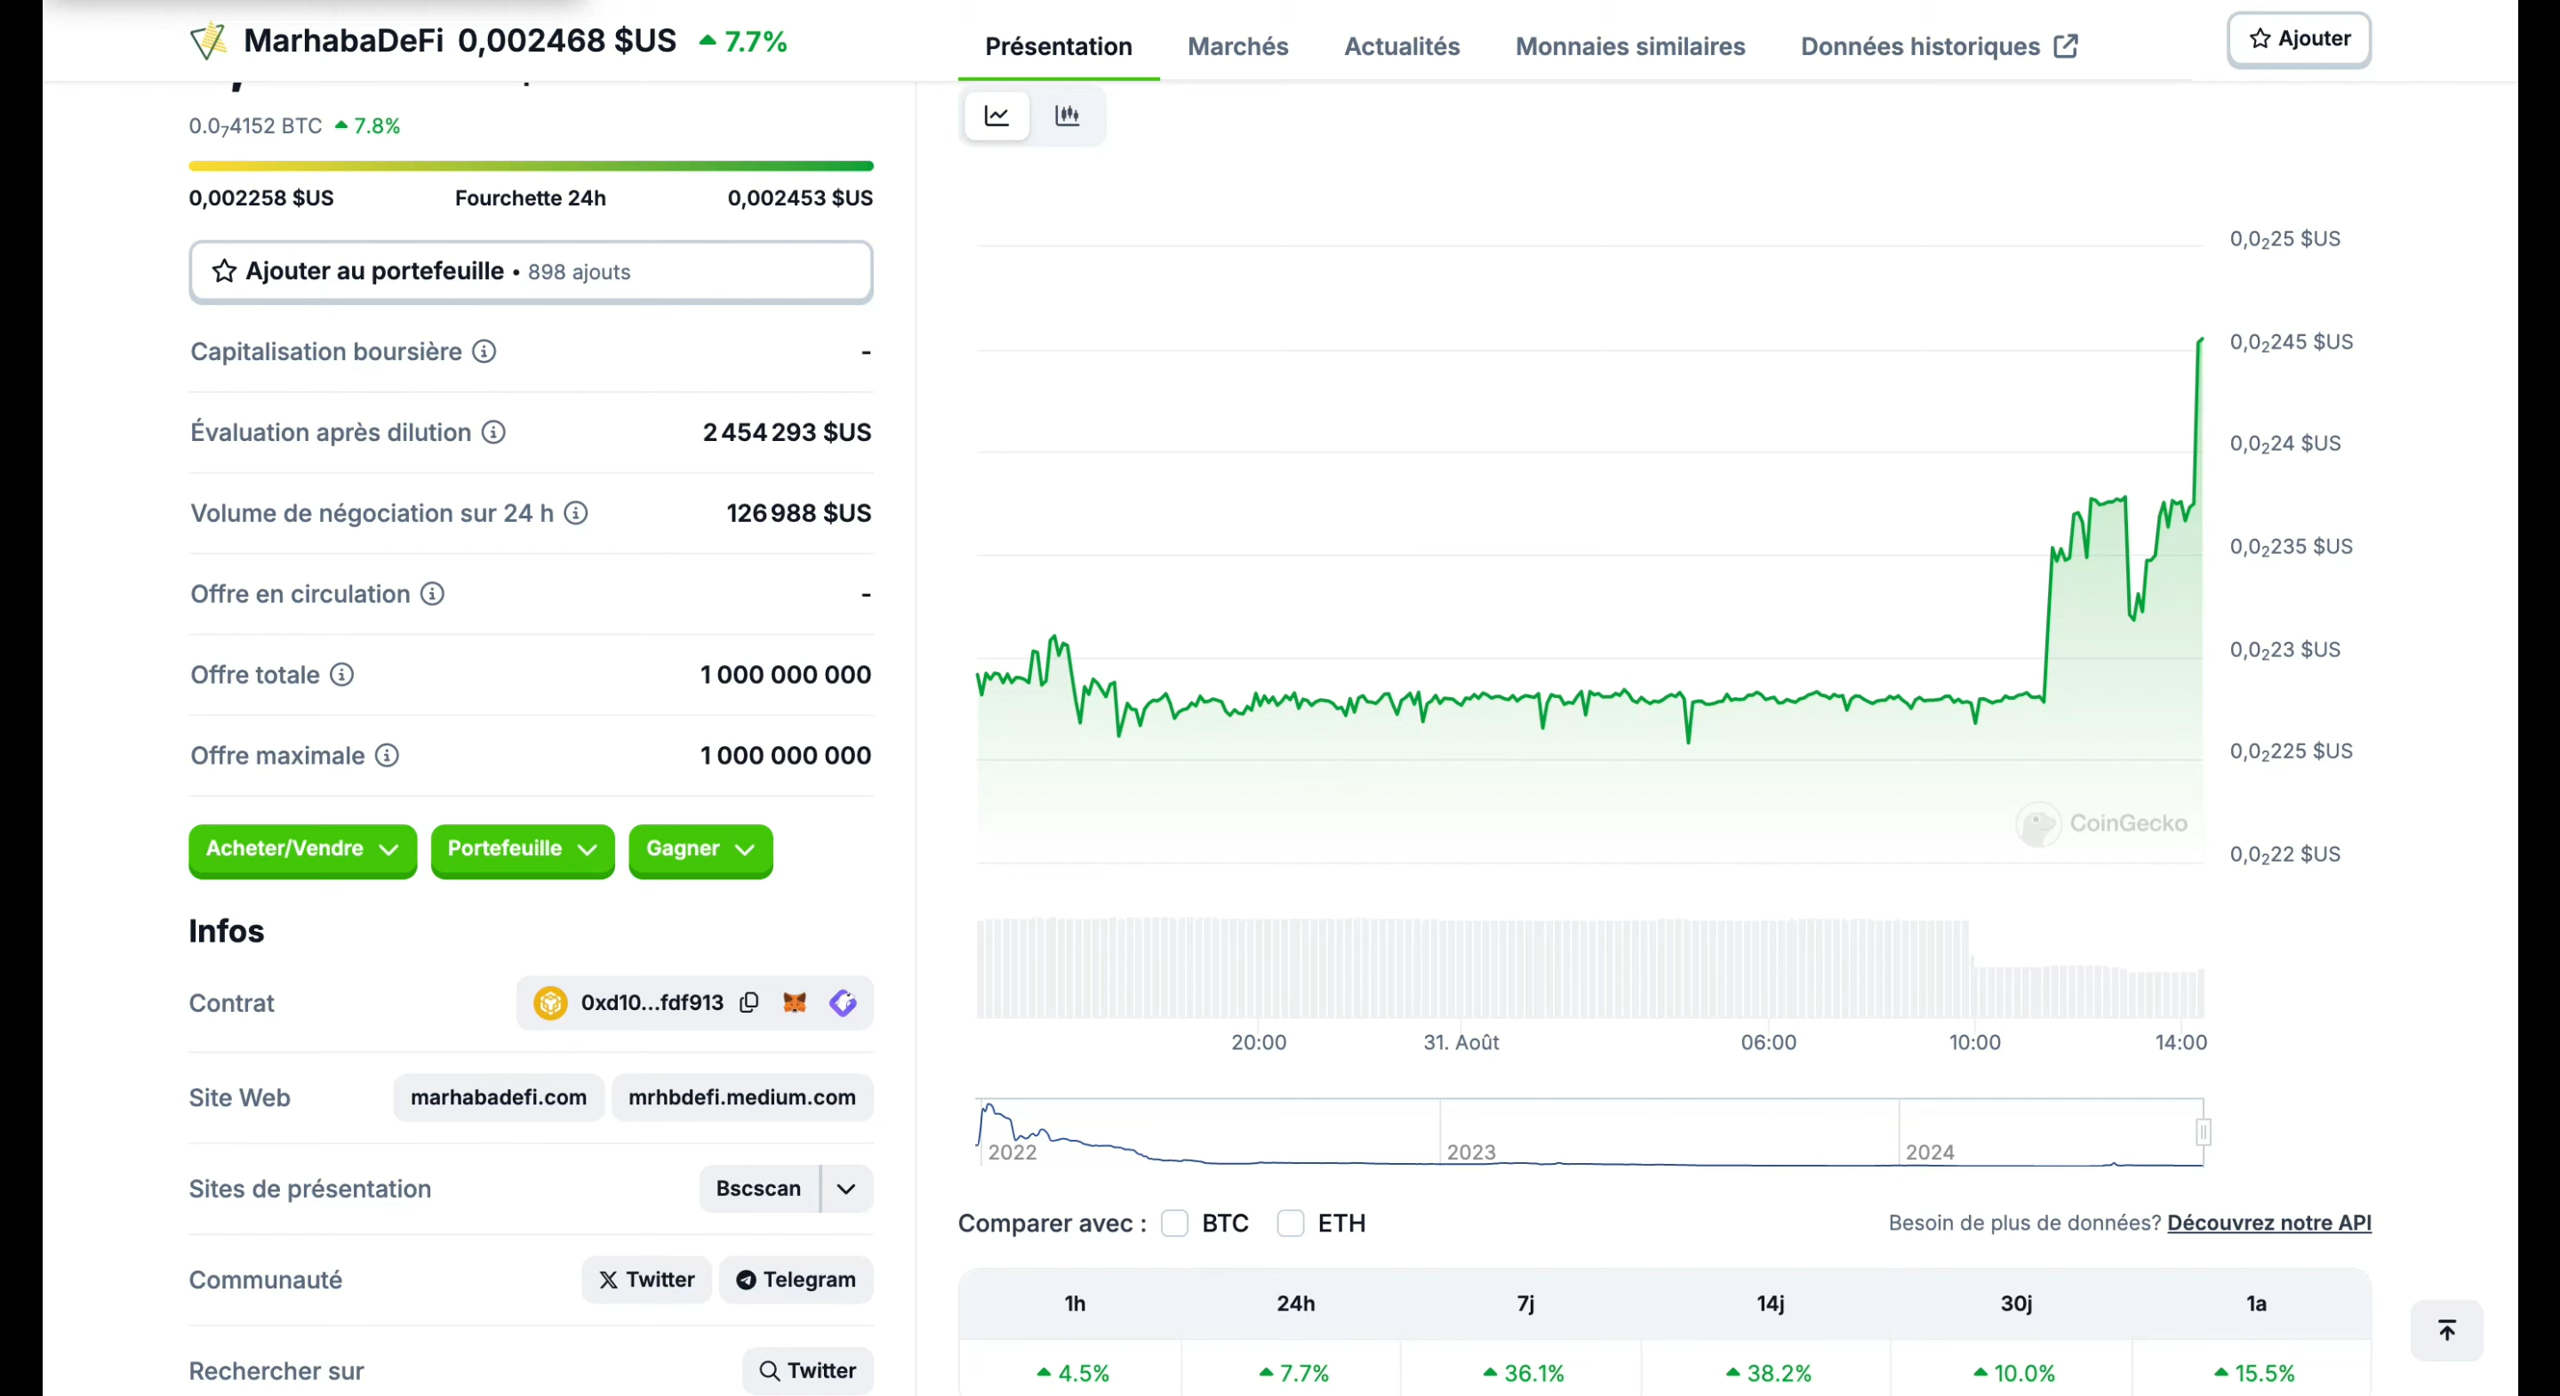 MarhabaDeFi 0,002468 $US 7.7%
Présentation
Marchés
Actualités
Monnaies similaires
Données historiques
Ajouter
0.0₇4152 BTC 7.8%
0,002258 $US Fourchette 24h 0,002453 $US
Ajouter au portefeuille • 898 ajouts
Capitalisation boursière -
Évaluation après dilution 2 454 293 $US
Volume de négociation sur 24 h 126 988 $US
Offre en circulation -
Offre totale 1 000 000 000
Offre maximale 1 000 000 000
Acheter/Vendre
Portefeuille
Gagner
Infos
Contrat 0xd10...fdf913
Site Web marhabadefi.com mrhbdefi.medium.com
Sites de présentation Bscscan
Communauté Twitter Telegram
Rechercher sur Twitter
0,0₂25 $US
0,0₂245 $US
0,0₂24 $US
0,0₂235 $US
0,0₂23 $US
0,0₂225 $US
0,0₂22 $US
CoinGecko
20:00 31. Août 06:00 10:00 14:00
2022 2023 2024
Comparer avec : BTC ETH
Besoin de plus de données? Découvrez notre API
1h 24h 7j 14j 30j 1a
4.5% 7.7% 36.1% 38.2% 10.0% 15.5%